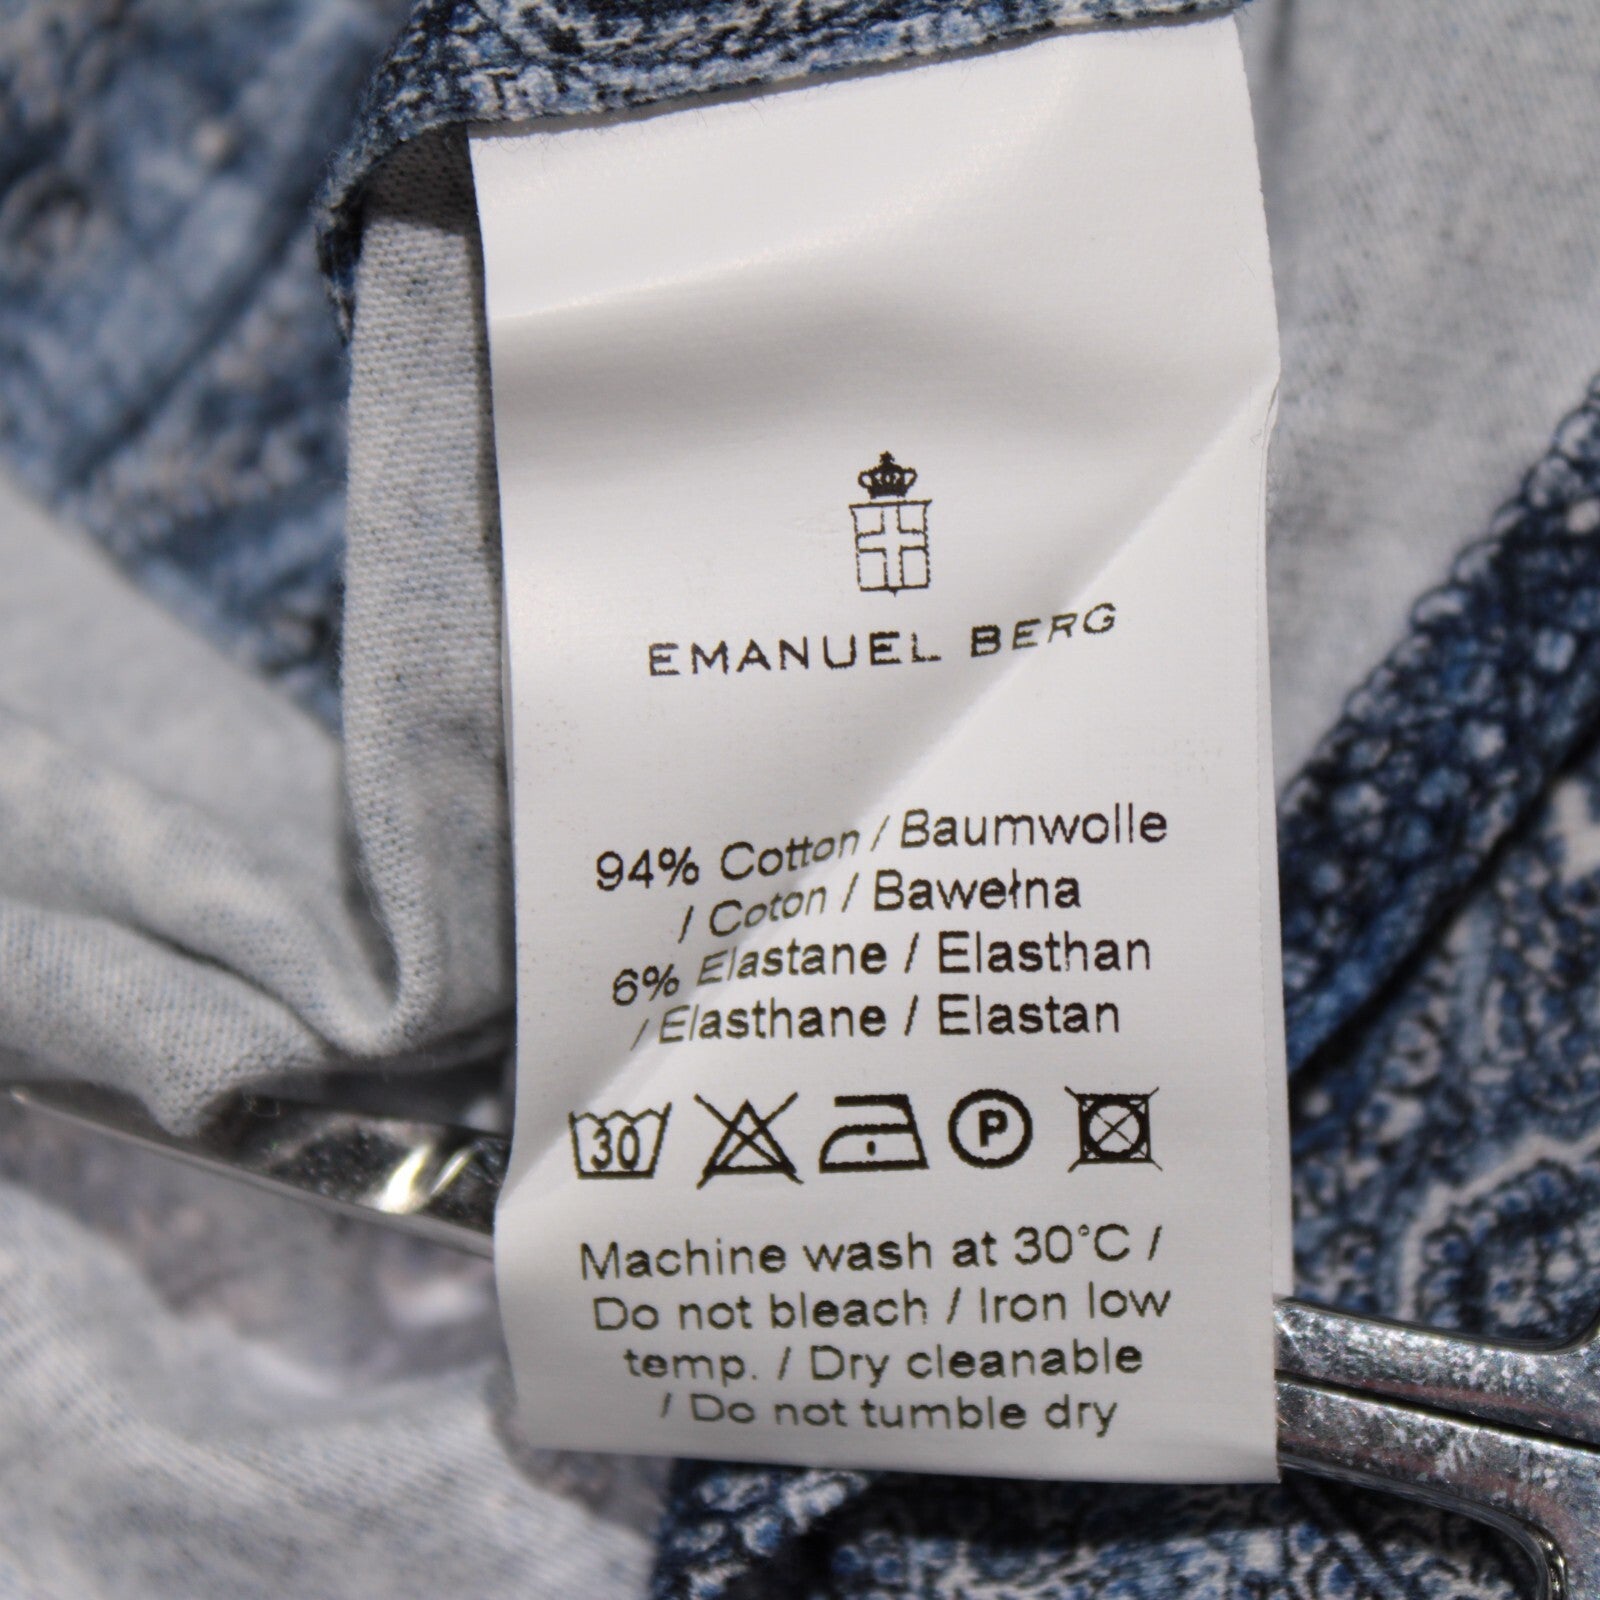 EMANUEL BERG
94% Cotton / Baumwolle
/ Coton / Bawełna
6% Elastane / Elasthan
/ Elasthane / Elastan
30 P
Machine wash at 30°C /
Do not bleach / Iron low
temp. / Dry cleanable
/ Do not tumble dry